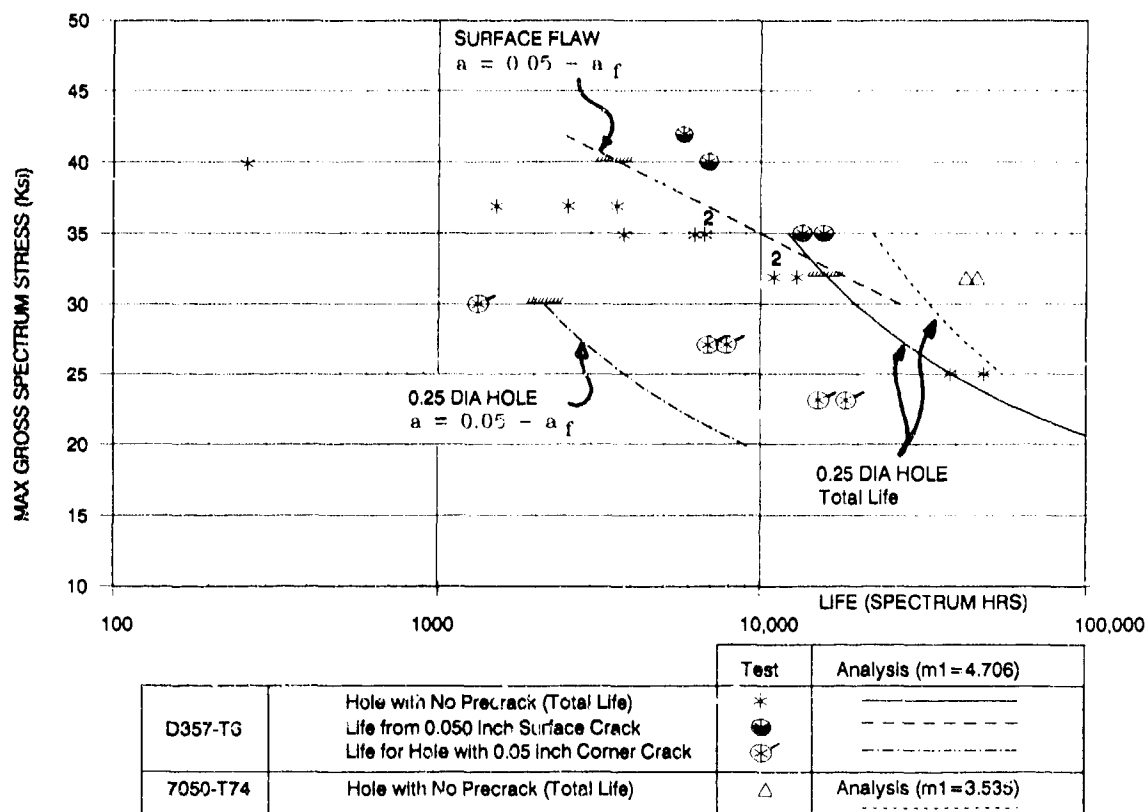 50
SURFACE FLAW
a = 0.05 - a f
45
40
35
30
25
20
15
10
MAX GROSS SPECTRUM STRESS (Ksi)
2
2
0.25 DIA HOLE
a = 0.05 - a f
0.25 DIA HOLE
Total Life
LIFE (SPECTRUM HRS)
100 1000 10,000 100,000
Test Analysis (m1=4.706)
D357-T6 Hole with No Precrack (Total Life)
Life from 0.050 Inch Surface Crack
Life for Hole with 0.05 Inch Corner Crack
7050-T74 Hole with No Precrack (Total Life) Analysis (m1=3.535)